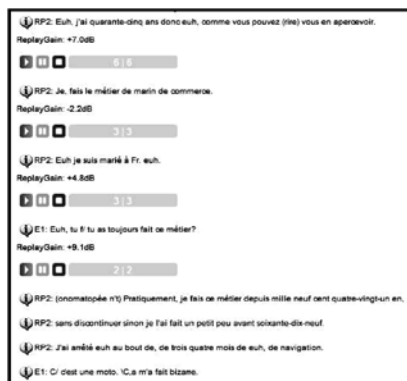 RP2: Euh, j'ai quarante-cinq ans donc euh, comme vous pouvez (rire) vous en apercevoir.
ReplayGain: +7.0dB
6 | 6
RP2: Je, fais le métier de marin de commerce.
ReplayGain: -2.2dB
3 | 3
RP2: Euh je suis marié à Fr. euh.
ReplayGain: +4.8dB
3 | 3
E1: Euh, tu f/ tu as toujours fait ce métier?
ReplayGain: +9.1dB
2 | 2
RP2: (onomatopée n't) Pratiquement, je fais ce métier depuis mille neuf cent quatre-vingt-un en,
RP2: sans discontinuer sinon je l'ai fait un petit peu avant soixante-dix-neuf.
RP2: J'ai arrêté euh au bout de, de trois quatre mois de euh, de navigation.
E1: C/ c'est une moto. \C,a m'a fait bizarre.